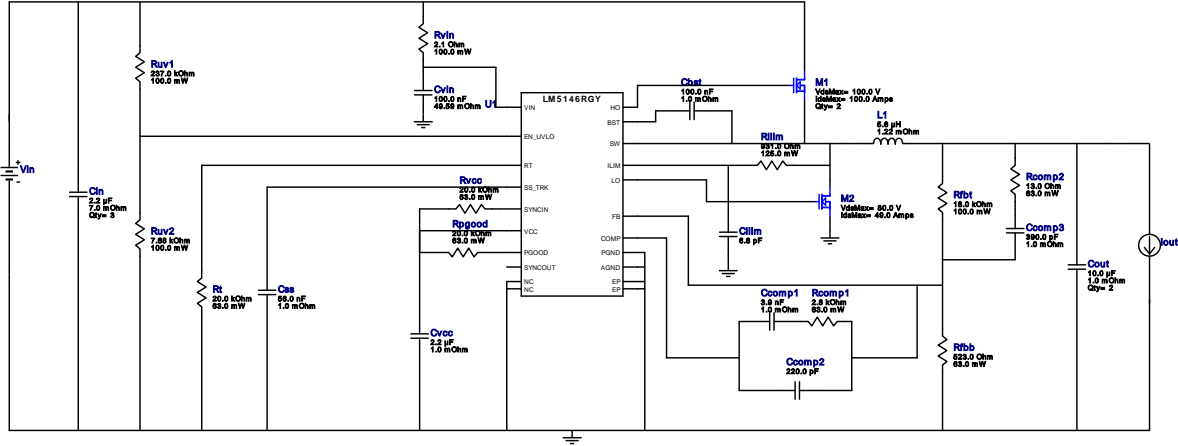 Vin
+
-
Cin
2.2 µF
7.0 mOhm
Qty= 3
Ruv1
237.0 kOhm
100.0 mW
Ruv2
7.68 kOhm
100.0 mW
Rt
20.0 kOhm
63.0 mW
Css
56.0 nF
1.0 mOhm
Rvin
2.1 Ohm
100.0 mW
Cvin
100.0 nF
49.59 mOhm
Rvcc
20.0 kOhm
63.0 mW
Rpgood
20.0 kOhm
63.0 mW
Cvcc
2.2 µF
1.0 mOhm
U1
LM5146RGY
VIN
EN_UVLO
RT
SS_TRK
SYNCIN
VCC
PGOOD
SYNCOUT
NC
NC
HO
BST
SW
ILIM
LO
FB
COMP
PGND
AGND
EP
EP
Cbst
100.0 nF
1.0 mOhm
M1
VdsMax= 100.0 V
IdsMax= 100.0 Amps
Qty= 2
L1
5.6 µH
1.22 mOhm
Rilim
931.0 Ohm
125.0 mW
M2
VdsMax= 80.0 V
IdsMax= 49.0 Amps
Cilim
6.8 pF
Ccomp1
3.9 nF
1.0 mOhm
Rcomp1
2.8 kOhm
63.0 mW
Ccomp2
220.0 pF
Rfbt
16.0 kOhm
100.0 mW
Rcomp2
13.0 Ohm
63.0 mW
Ccomp3
390.0 pF
1.0 mOhm
Cout
10.0 µF
1.0 mOhm
Qty= 2
Rfbb
523.0 Ohm
63.0 mW
Iout